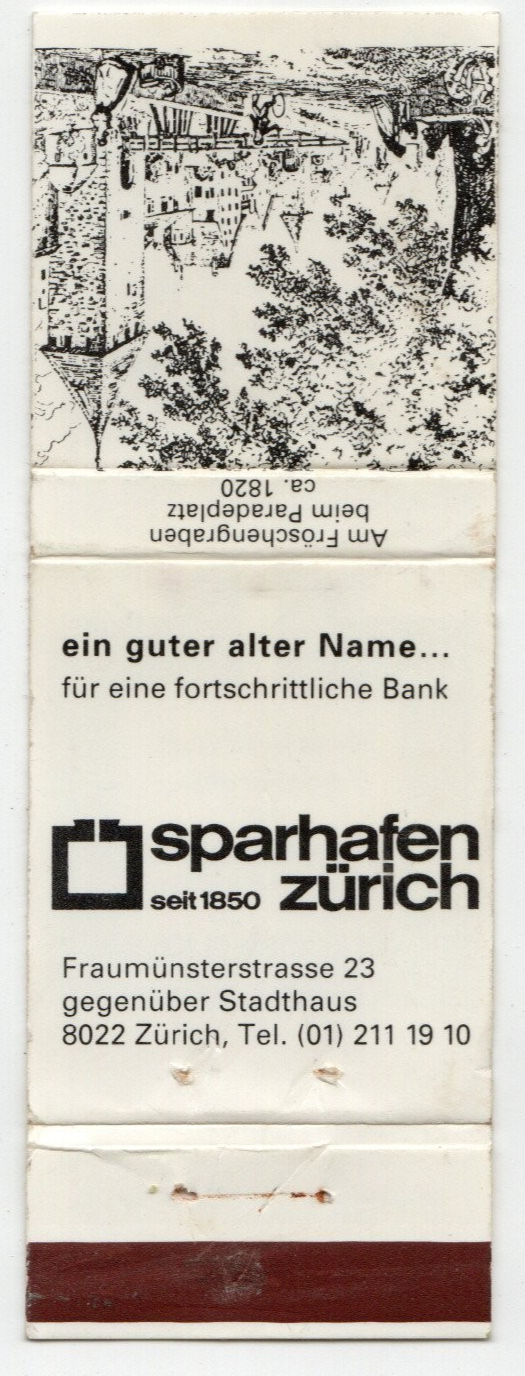 Am Fröschengraben
beim Paradeplatz
ca. 1820
ein guter alter Name...
für eine fortschrittliche Bank
sparhafen
seit 1850 zürich
Fraumünsterstrasse 23
gegenüber Stadthaus
8022 Zürich, Tel. (01) 211 19 10